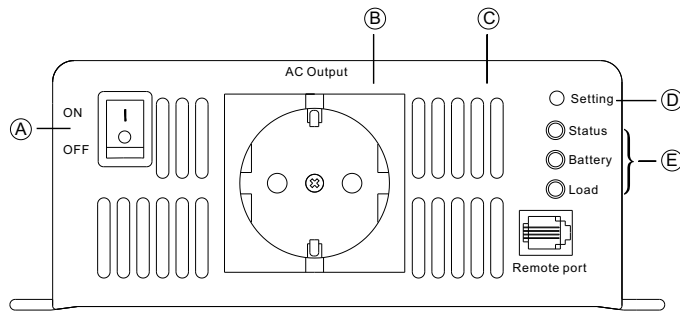 B
C
AC Output
ON
A
OFF
I
Setting
D
Status
Battery
E
Load
Remote port